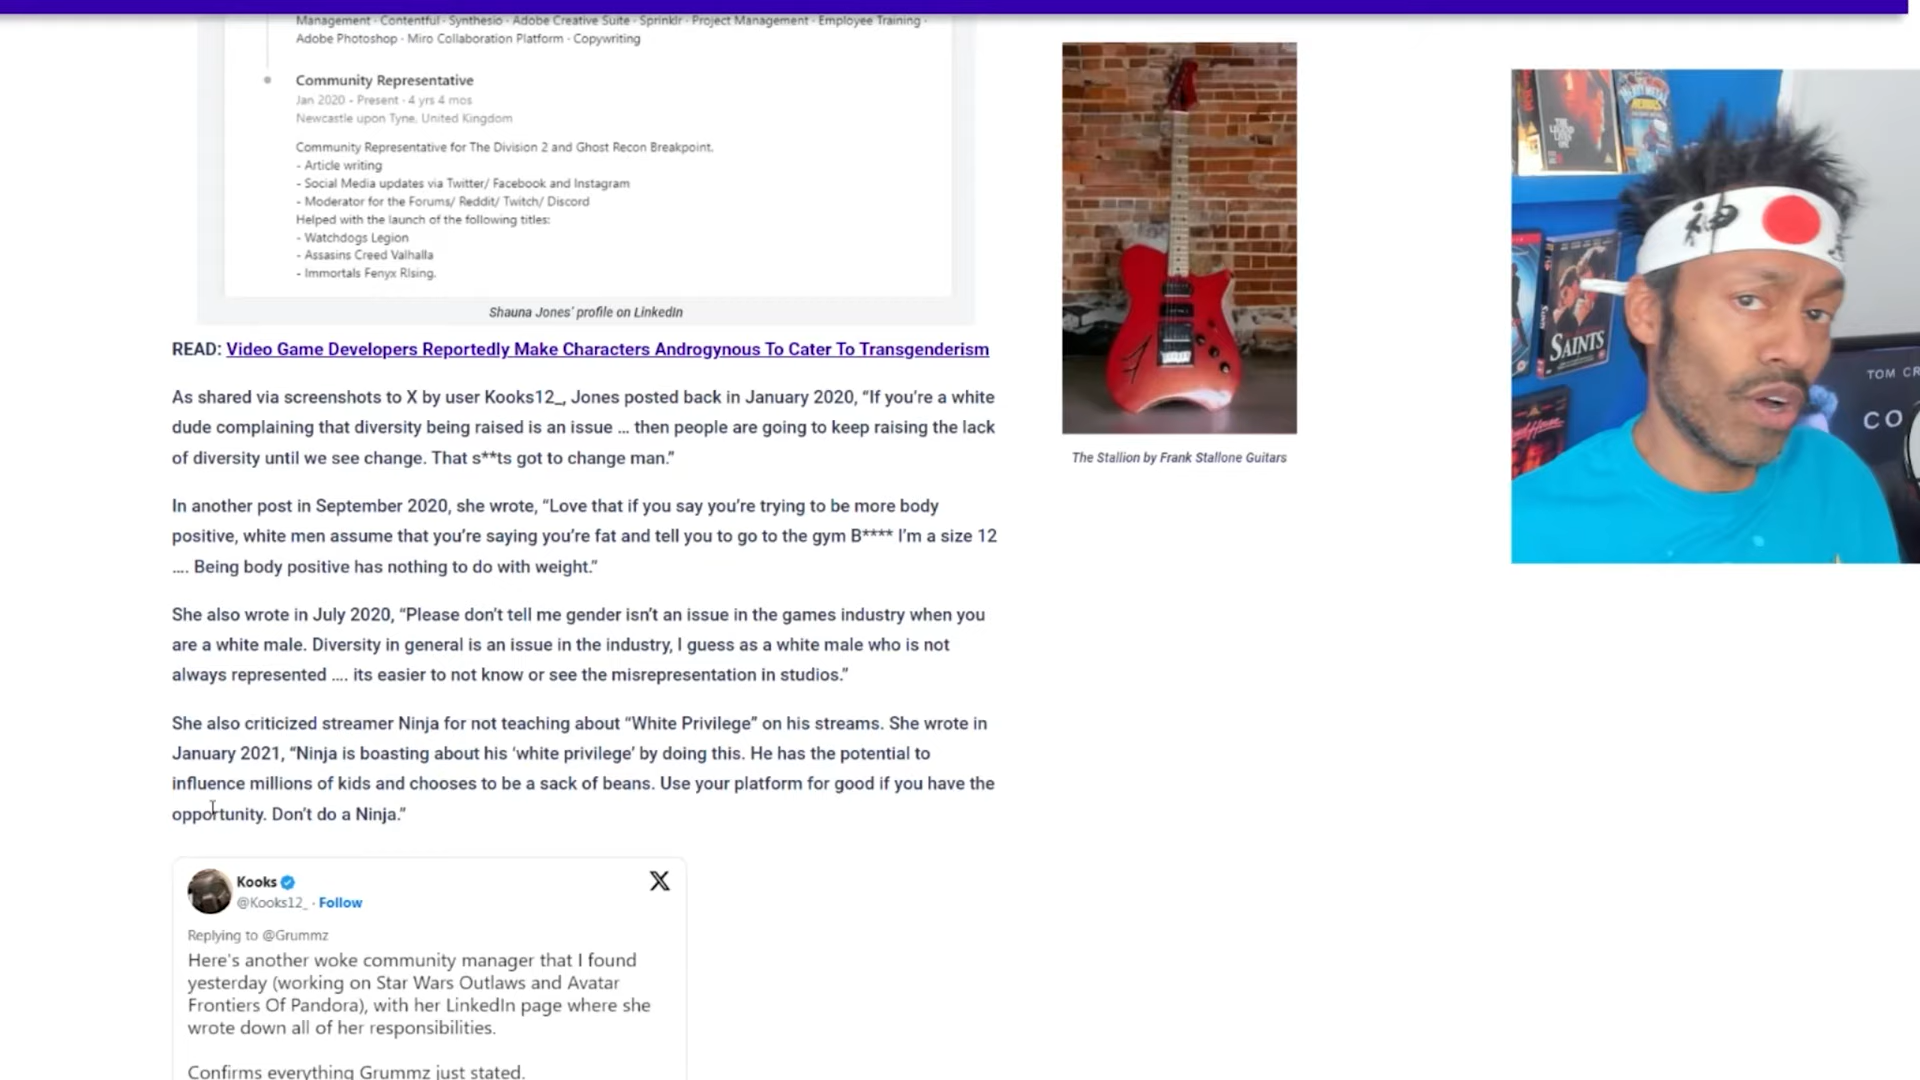 Management · Contentful · Synthesio · Adobe Creative Suite · Sprinklr · Project Management · Employee Training ·
Adobe Photoshop · Miro Collaboration Platform · Copywriting
Community Representative
Jan 2020 - Present · 4 yrs 4 mos
Newcastle upon Tyne, United Kingdom
Community Representative for The Division 2 and Ghost Recon Breakpoint.
- Article writing
- Social Media updates via Twitter/ Facebook and Instagram
- Moderator for the Forums/ Reddit/ Twitch/ Discord
Helped with the launch of the following titles:
- Watchdogs Legion
- Assasins Creed Valhalla
- Immortals Fenyx RIsing.
Shauna Jones' profile on LinkedIn
READ: Video Game Developers Reportedly Make Characters Androgynous To Cater To Transgenderism
As shared via screenshots to X by user Kooks12_, Jones posted back in January 2020, “If you’re a white
dude complaining that diversity being raised is an issue … then people are going to keep raising the lack
of diversity until we see change. That s**ts got to change man.”
In another post in September 2020, she wrote, “Love that if you say you’re trying to be more body
positive, white men assume that you’re saying you’re fat and tell you to go to the gym B**** I’m a size 12
…. Being body positive has nothing to do with weight.”
She also wrote in July 2020, “Please don’t tell me gender isn’t an issue in the games industry when you
are a white male. Diversity in general is an issue in the industry, I guess as a white male who is not
always represented …. its easier to not know or see the misrepresentation in studios.”
She also criticized streamer Ninja for not teaching about “White Privilege” on his streams. She wrote in
January 2021, “Ninja is boasting about his ‘white privilege’ by doing this. He has the potential to
influence millions of kids and chooses to be a sack of beans. Use your platform for good if you have the
opportunity. Don’t do a Ninja.”
Kooks
@Kooks12_ · Follow
Replying to @Grummz
Here's another woke community manager that I found
yesterday (working on Star Wars Outlaws and Avatar
Frontiers Of Pandora), with her LinkedIn page where she
wrote down all of her responsibilities.
Confirms everything Grummz just stated.
The Stallion by Frank Stallone Guitars
神
SAINTS
TOM CR
CO